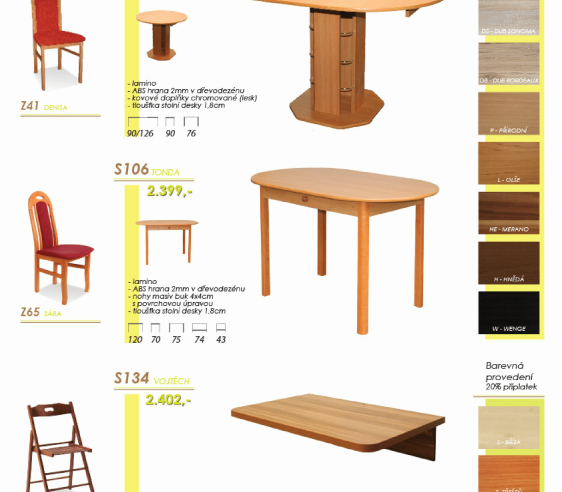 DS - DUB SONOMA
DB - DUB BORDEAUX
P - PŘÍRODNÍ
L - OLŠE
HE - MERANO
H - HNĚDÁ
W - WENGE
Z41 DENISA
- lamino
- ABS hrana 2mm v dřevodezénu
- kovové doplňky chromované (lesk)
- tloušťka stolní desky 1,8cm
90/126 90 76
S106 TONDA
2.399,-
Z65 SÁRA
- lamino
- ABS hrana 2mm v dřevodezénu
- nohy masiv buk 4x4cm
s povrchovou úpravou
- tloušťka stolní desky 1,8cm
120 70 75 74 43
S134 VOJTĚCH
2.402,-
Barevná
provedení
20% příplatek